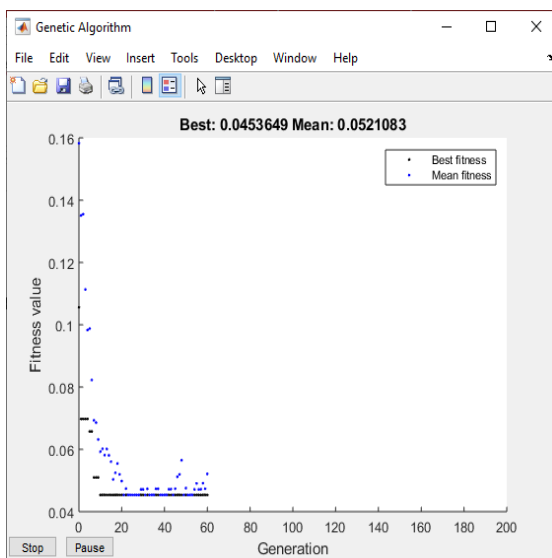 Genetic Algorithm
File Edit View Insert Tools Desktop Window Help
Best: 0.0453649 Mean: 0.0521083
0.16
0.14
0.12
0.1
0.08
0.06
0.04
Fitness value
Best fitness
Mean fitness
0 20 40 60 80 100 120 140 160 180 200
Generation
Stop Pause